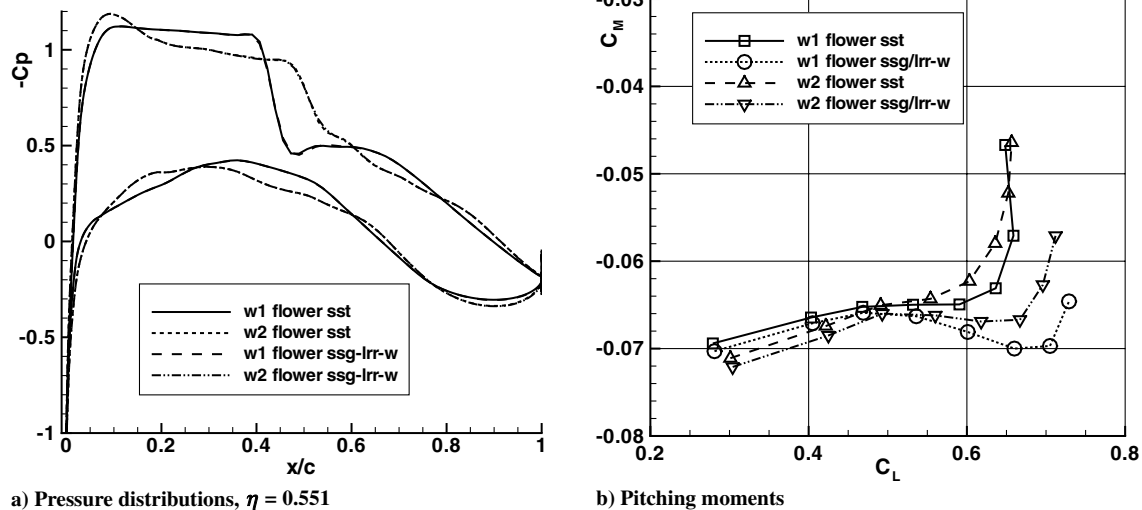 -Cp
1
0.5
0
-0.5
-1
w1 flower sst
w2 flower sst
w1 flower ssg-lrr-w
w2 flower ssg-lrr-w
0 0.2 0.4 0.6 0.8 1
x/c
a) Pressure distributions, η = 0.551
-0.03
C_M
-0.04
-0.05
-0.06
-0.07
-0.08
w1 flower sst
w1 flower ssg/lrr-w
w2 flower sst
w2 flower ssg/lrr-w
0.2 0.4 0.6 0.8
C_L
b) Pitching moments